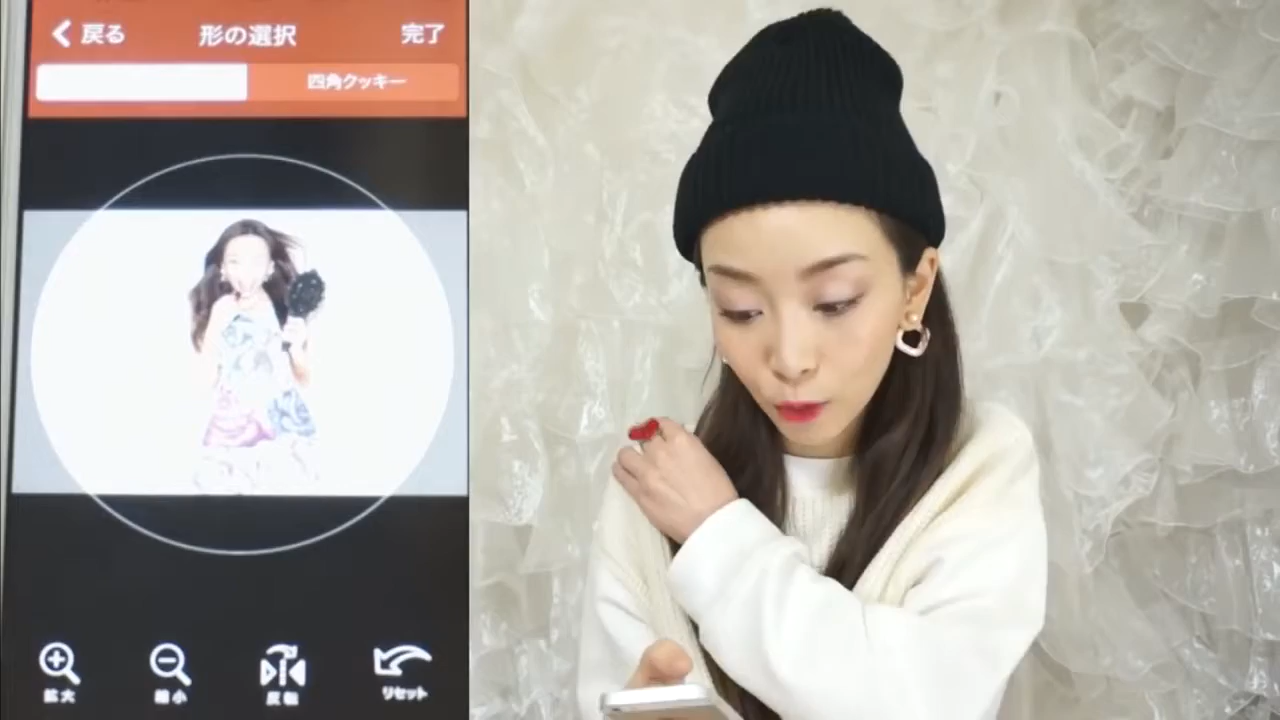 戻る
形の選択
完了
四角クッキー
拡大
縮小
反転
リセット